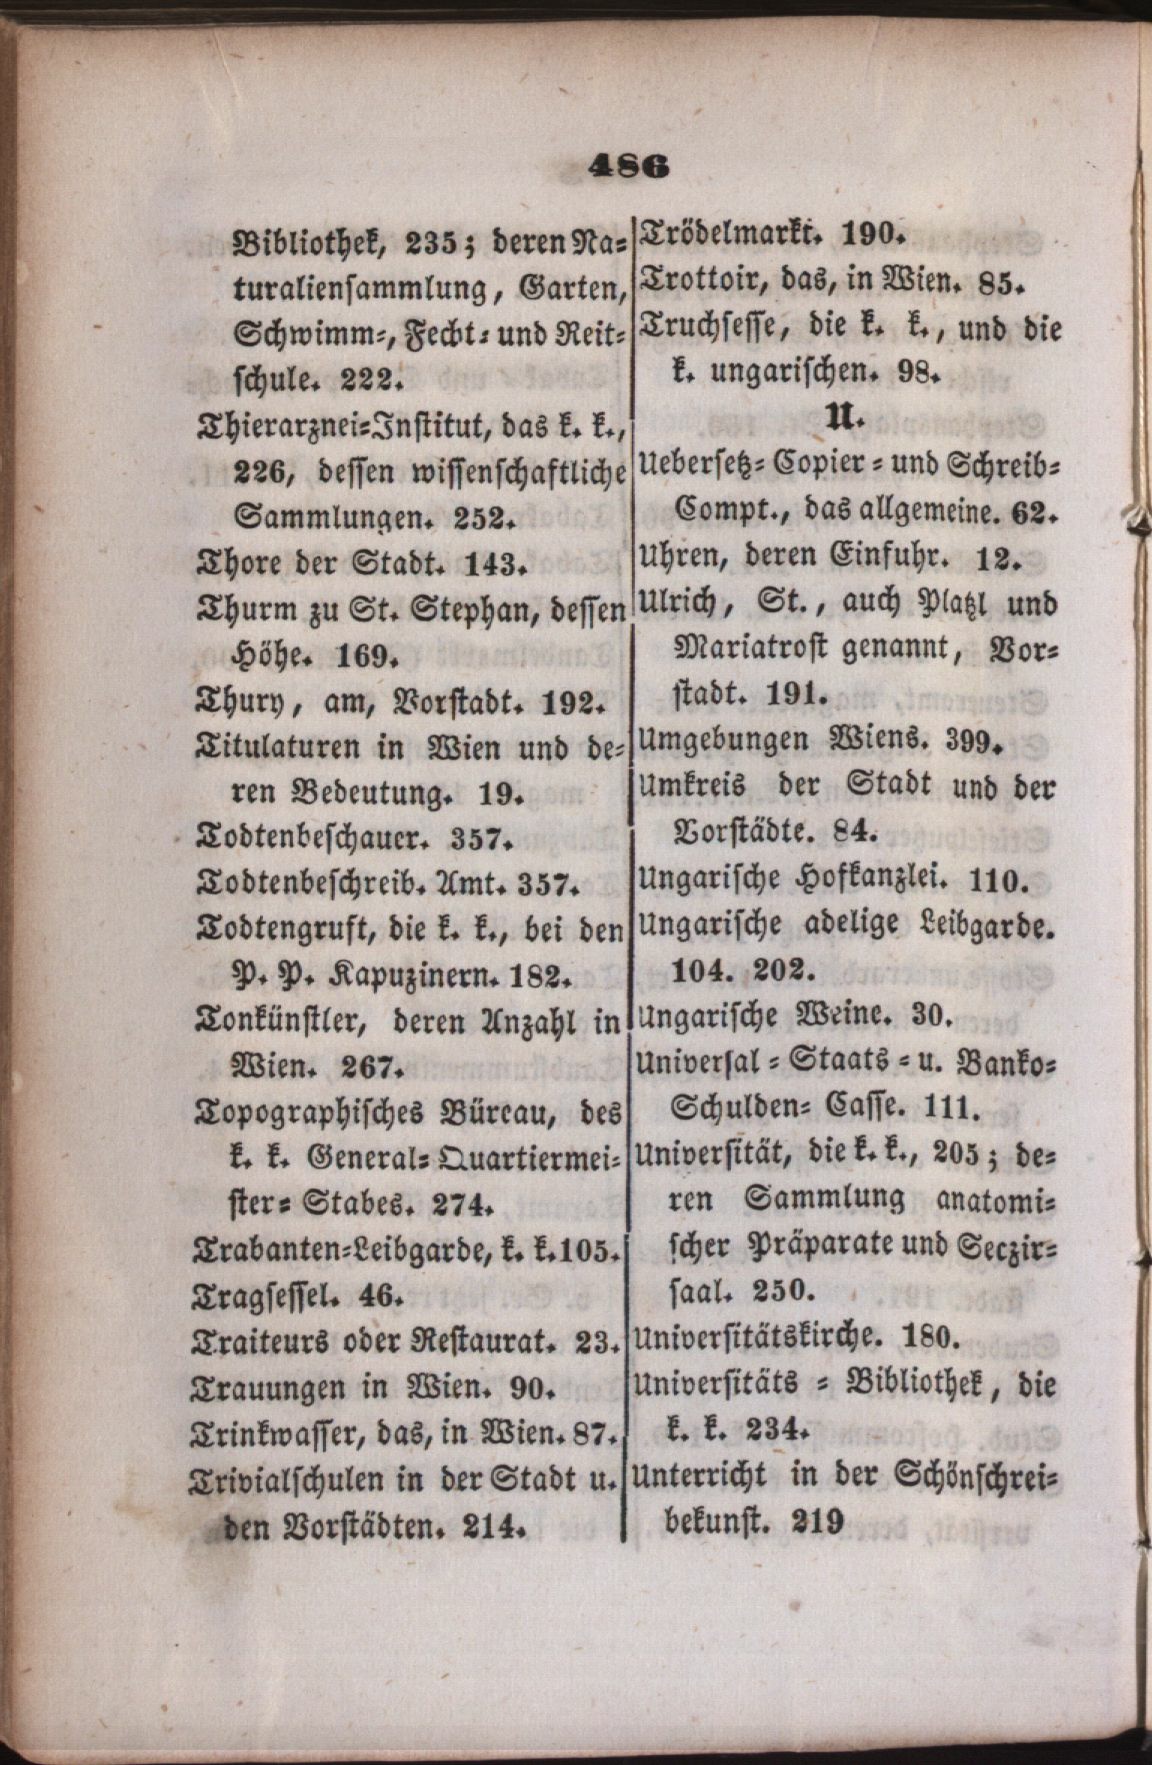 486
Bibliothek, 235; deren Na=
turaliensammlung, Garten,
Schwimm=, Fecht= und Reit=
schule. 222.
Thierarznei=Institut, das k. k.,
226, dessen wissenschaftliche
Sammlungen. 252.
Thore der Stadt. 143.
Thurm zu St. Stephan, dessen
Höhe. 169.
Thury, am, Vorstadt. 192.
Titulaturen in Wien und de=
ren Bedeutung. 19.
Todtenbeschauer. 357.
Todtenbeschreib. Amt. 357.
Todtengruft, die k. k., bei den
P. P. Kapuzinern. 182.
Tonkünstler, deren Anzahl in
Wien. 267.
Topographisches Büreau, des
k. k. General= Quartiermei=
ster= Stabes. 274.
Trabanten=Leibgarde, k. k. 105.
Tragsessel. 46.
Traiteurs oder Restaurat. 23.
Trauungen in Wien. 90.
Trinkwasser, das, in Wien. 87.
Trivialschulen in der Stadt u.
den Vorstädten. 214.
Trödelmarkt. 190.
Trottoir, das, in Wien. 85.
Truchsesse, die k. k., und die
k. ungarischen. 98.
U.
Uebersetz= Copier = und Schreib=
Compt., das allgemeine. 62.
Uhren, deren Einfuhr. 12.
Ulrich, St., auch Platzl und
Mariatrost genannt, Vor=
stadt. 191.
Umgebungen Wiens. 399.
Umkreis der Stadt und der
Vorstädte. 84.
Ungarische Hofkanzlei. 110.
Ungarische adelige Leibgarde.
104. 202.
Ungarische Weine. 30.
Universal = Staats = u. Banko=
Schulden= Casse. 111.
Universität, die k. k., 205; de=
ren Sammlung anatomi=
scher Präparate und Seczir=
saal. 250.
Universitätskirche. 180.
Universitäts = Bibliothek, die
k. k. 234.
Unterricht in der Schönschrei=
bekunst. 219